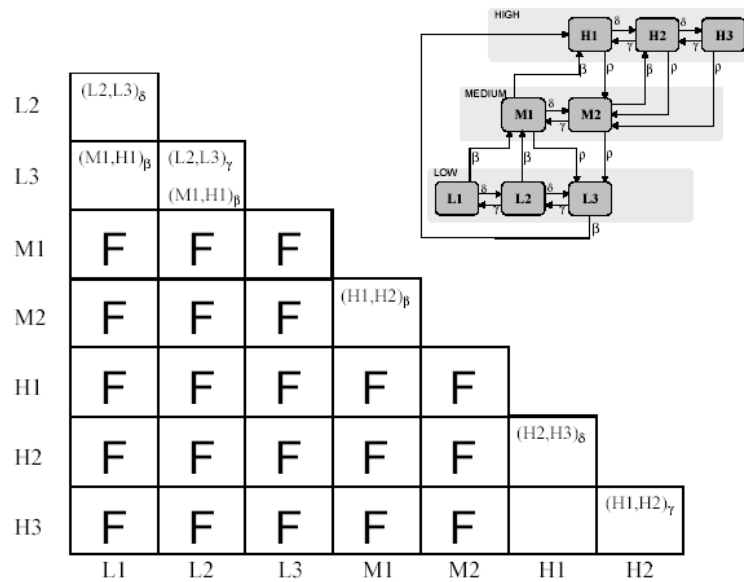 HIGH
H1 δ H2 δ H3
γ γ
β ρ β ρ ρ
MEDIUM
M1 δ M2
γ
β β ρ ρ
LOW
L1 δ L2 δ L3
γ γ
β
L2 (L2,L3)δ
L3 (M1,H1)β (L2,L3)γ
(M1,H1)β
M1 F F F
M2 F F F (H1,H2)β
H1 F F F F F
H2 F F F F F (H2,H3)δ
H3 F F F F F (H1,H2)γ
L1 L2 L3 M1 M2 H1 H2